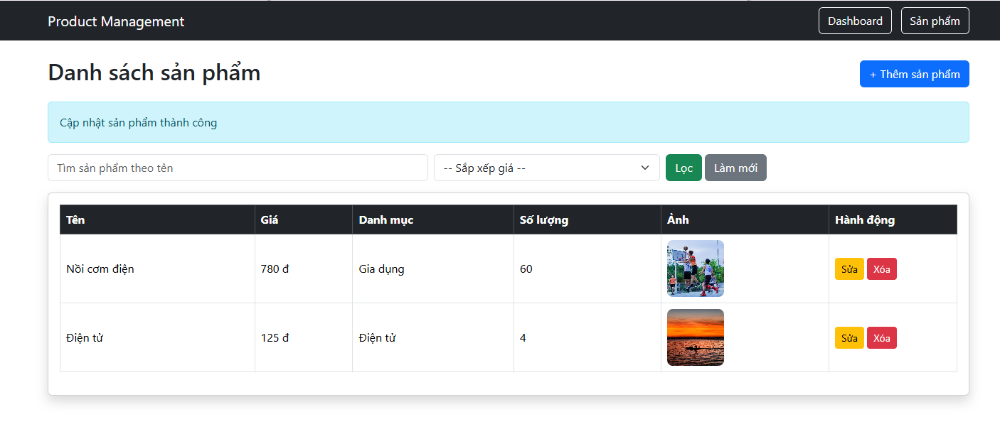 Product Management Dashboard Sản phẩm
Danh sách sản phẩm + Thêm sản phẩm
Cập nhật sản phẩm thành công
Tìm sản phẩm theo tên -- Sắp xếp giá -- Lọc Làm mới
Tên Giá Danh mục Số lượng Ảnh Hành động
Nồi cơm điện 780 đ Gia dụng 60 Sửa Xóa
Điện tử 125 đ Điện tử 4 Sửa Xóa